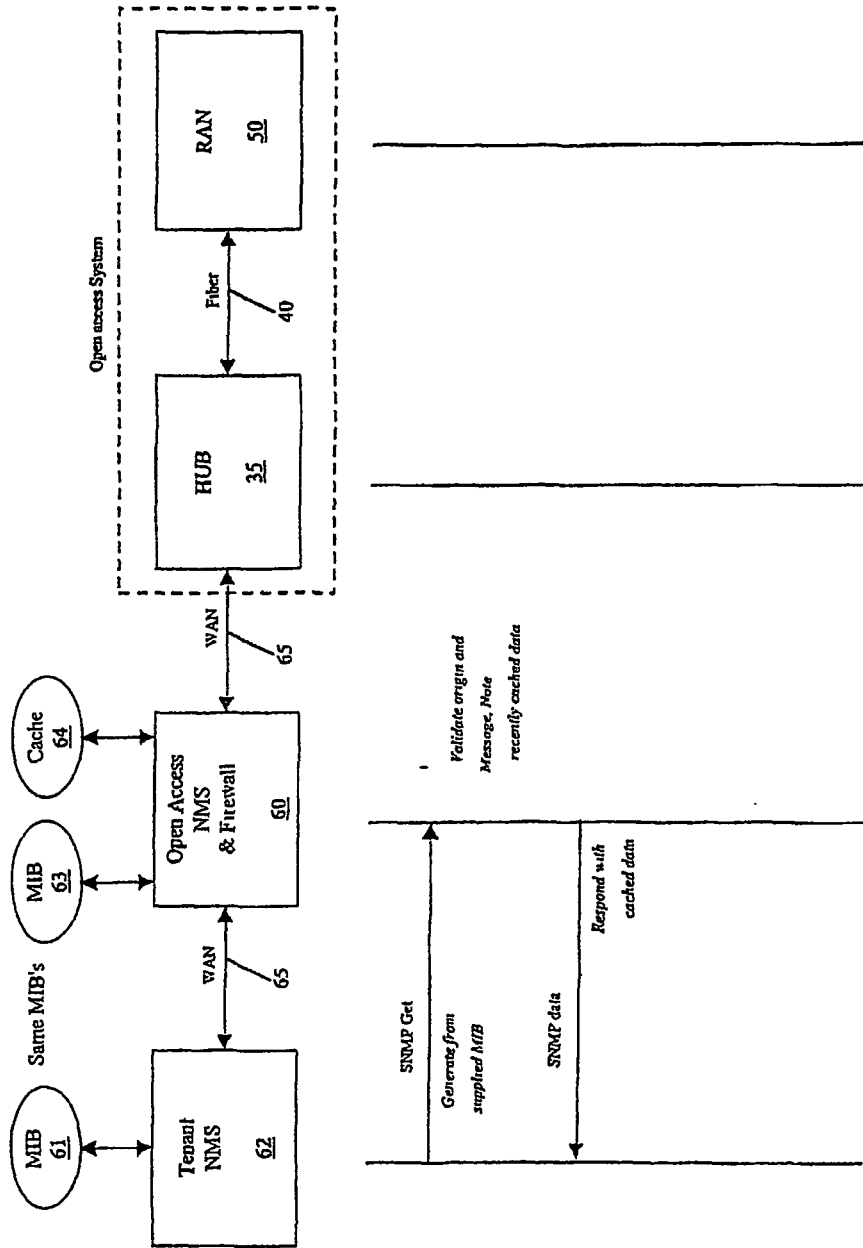 MIB
61
Same MIB's
MIB
63
Cache
64
Open access System
Tenant
NMS
62
WAN
65
Open Access
NMS
& Firewall
60
WAN
65
HUB
35
Fiber
40
RAN
50
SNMP Get
Generate from
supplied MIB
Validate origin and
Message, Note
recently cached data
SNMP data
Respond with
cached data